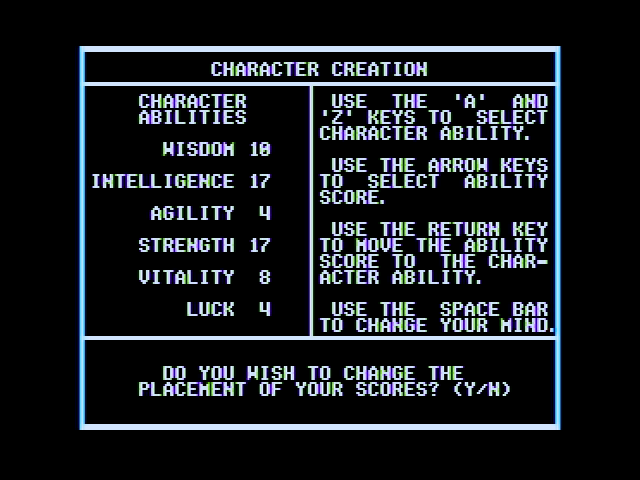 CHARACTER CREATION
CHARACTER
ABILITIES
WISDOM 10
INTELLIGENCE 17
AGILITY 4
STRENGTH 17
VITALITY 8
LUCK 4
USE THE 'A' AND
'Z' KEYS TO SELECT
CHARACTER ABILITY.
USE THE ARROW KEYS
TO SELECT ABILITY
SCORE.
USE THE RETURN KEY
TO MOVE THE ABILITY
SCORE TO THE CHAR-
ACTER ABILITY.
USE THE SPACE BAR
TO CHANGE YOUR MIND.
DO YOU WISH TO CHANGE THE
PLACEMENT OF YOUR SCORES? (Y/N)